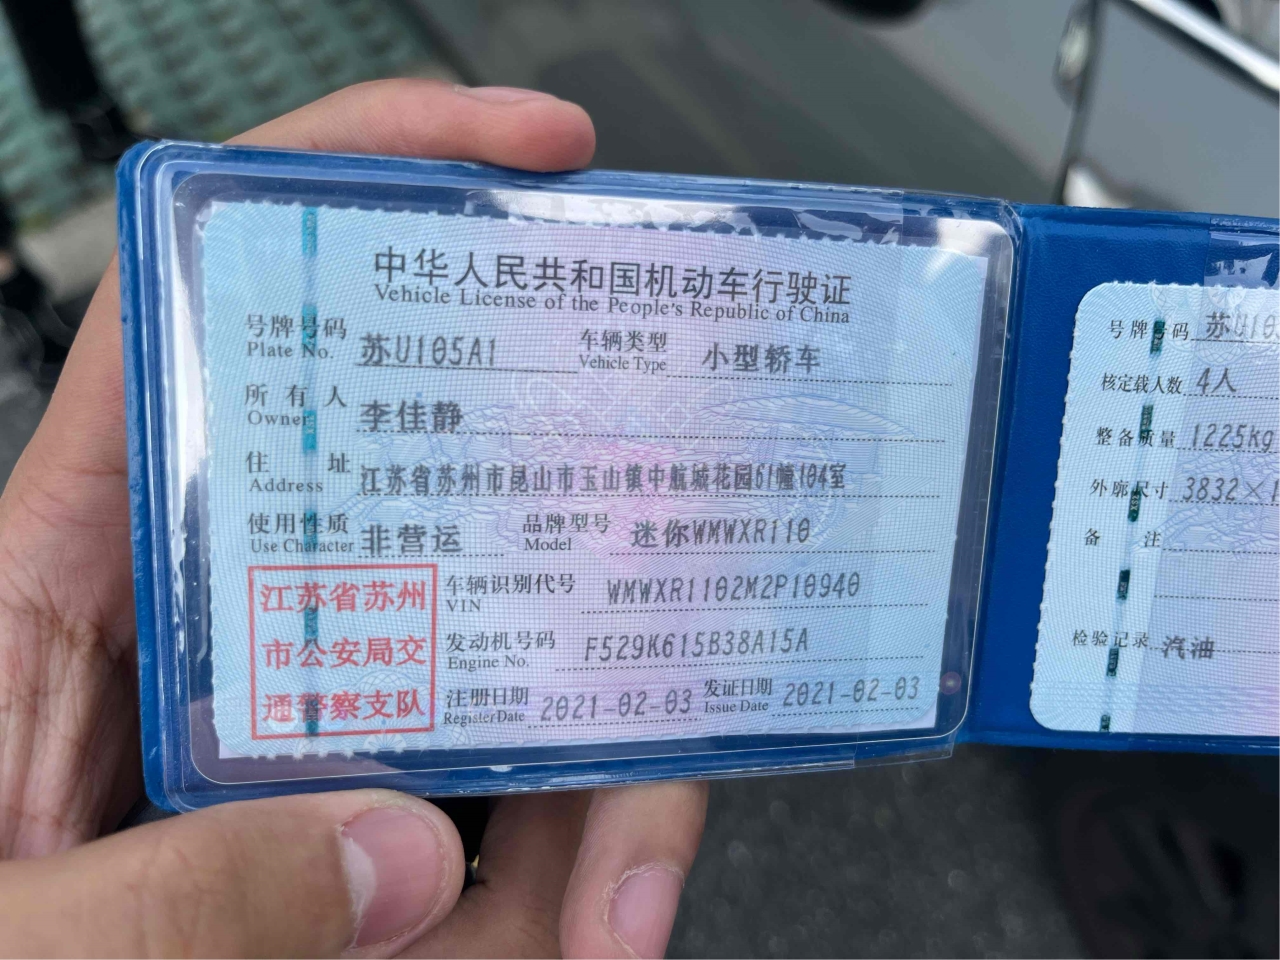 中华人民共和国机动车行驶证
Vehicle License of the People's Republic of China
号牌号码 苏U105A1 车辆类型 小型轿车
Plate No. Vehicle Type
所有人 李佳静
Owner
住址 江苏省苏州市昆山市玉山镇中航城花园61幢104室
Address
使用性质 非营运 品牌型号 迷你WMWXR110
Use Character Model
江苏省苏州
市公安局交
通警察支队
车辆识别代号 WMWXR1102M2P10940
VIN
发动机号码 F529K615B38A15A
Engine No.
注册日期 2021-02-03 发证日期 2021-02-03
Register Date Issue Date
号牌号码 苏U10
核定载人数 4人
整备质量 1225kg
外廓尺寸 3832×1
备注
检验记录 汽油